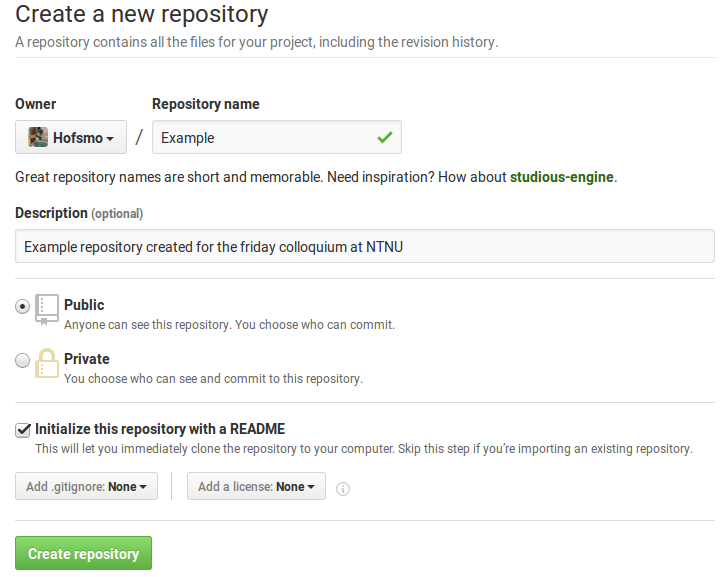 Create a new repository
A repository contains all the files for your project, including the revision history.
Owner Repository name
Hofsmo / Example
Great repository names are short and memorable. Need inspiration? How about studious-engine.
Description (optional)
Example repository created for the friday colloquium at NTNU
Public
Anyone can see this repository. You choose who can commit.
Private
You choose who can see and commit to this repository.
Initialize this repository with a README
This will let you immediately clone the repository to your computer. Skip this step if you're importing an existing repository.
Add .gitignore: None Add a license: None
Create repository